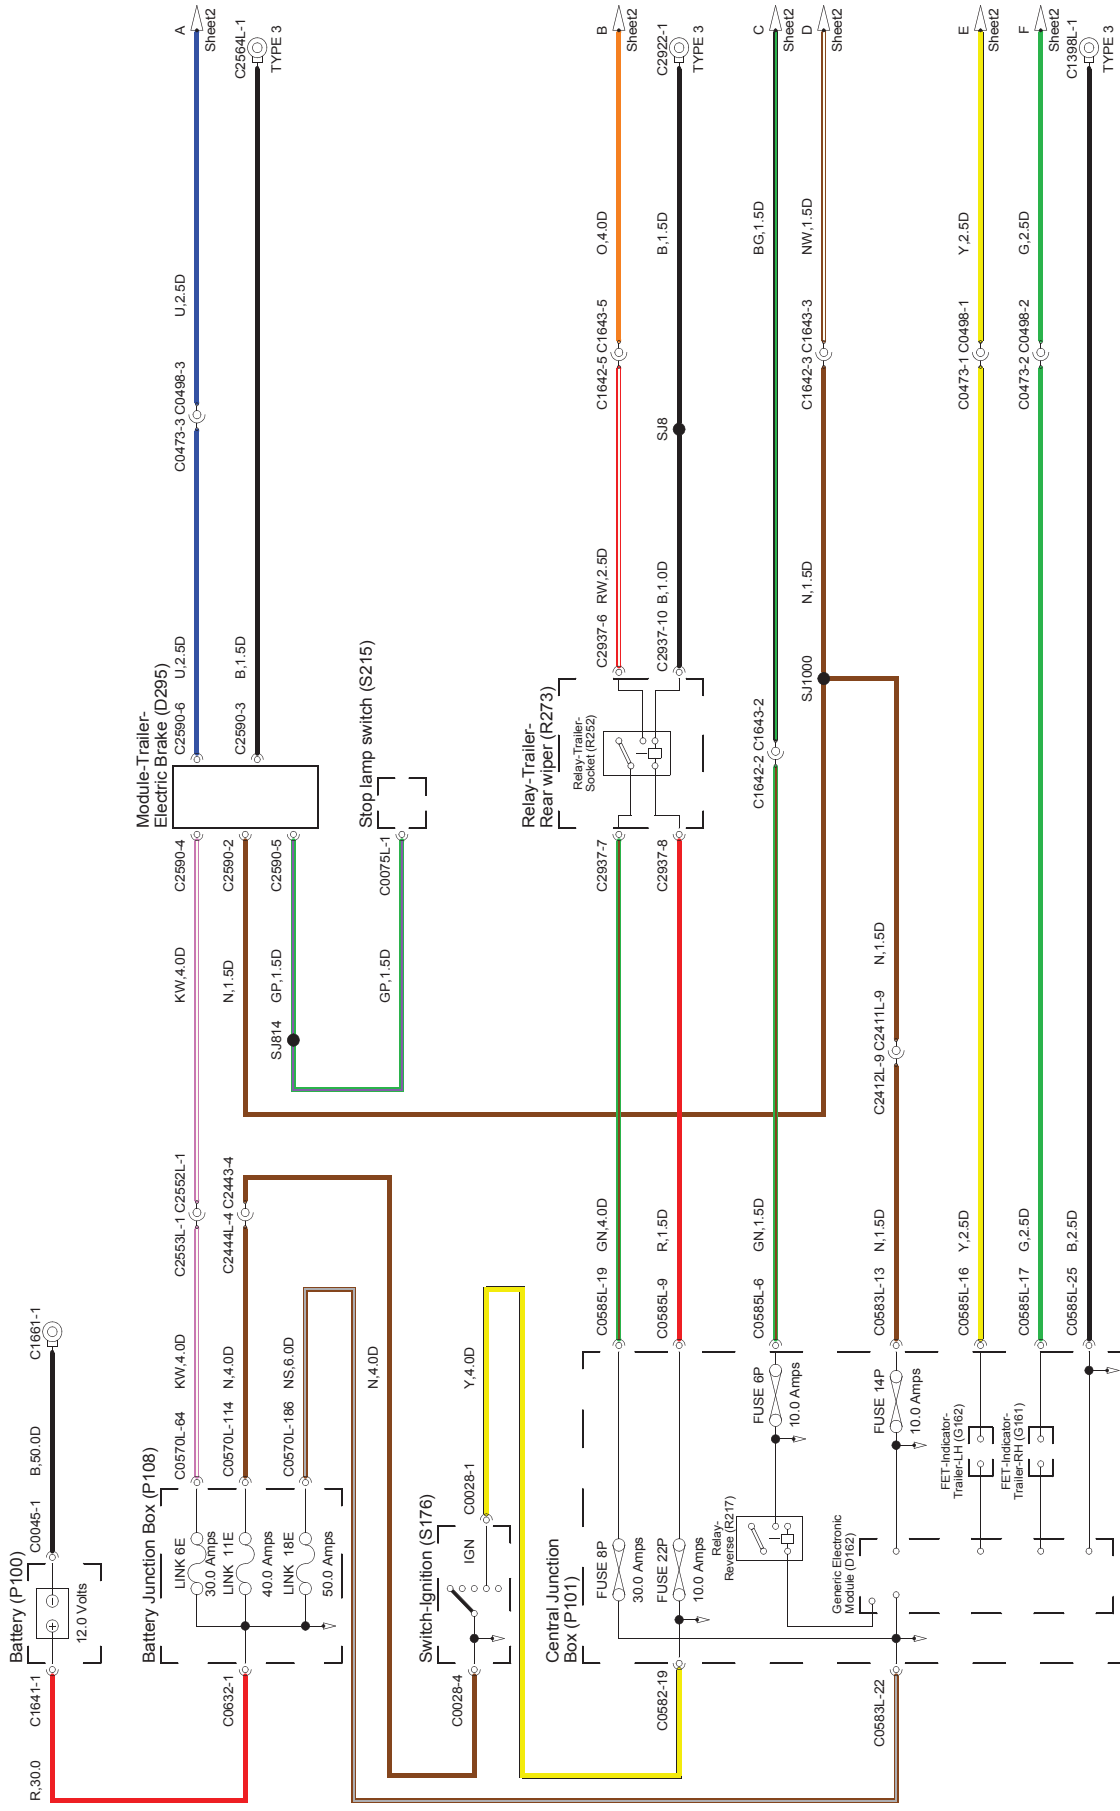 Battery (P100)
C1641-1
R,30.0
12.0 Volts
C0045-1
B,50.0D
C1661-1
Battery Junction Box (P108)
C0632-1
LINK 6E
30.0 Amps
LINK 11E
40.0 Amps
LINK 18E
50.0 Amps
C0570L-64
KW,4.0D
C2553L-1
C2552L-1
KW,4.0D
C2590-4
C0570L-114
N,4.0D
C2444L-4
C2443-4
N,4.0D
C0570L-186
NS,6.0D
Module-Trailer-
Electric Brake (D295)
N,1.5D
C2590-2
SJ814
GP,1.5D
C2590-5
GP,1.5D
C0075L-1
Stop lamp switch (S215)
C2590-6
U,2.5D
C0473-3
C0498-3
U,2.5D
A
Sheet2
C2590-3
B,1.5D
C2564L-1
TYPE 3
Switch-Ignition (S176)
C0028-4
IGN
C0028-1
Y,4.0D
Central Junction
Box (P101)
C0582-19
C0583L-22
FUSE 8P
30.0 Amps
FUSE 22P
10.0 Amps
Relay-
Reverse (R217)
FUSE 6P
10.0 Amps
FUSE 14P
10.0 Amps
Generic Electronic
Module (D162)
FET-Indicator-
Trailer-LH (G162)
FET-Indicator-
Trailer-RH (G161)
C0585L-19
GN,4.0D
C2937-7
Relay-Trailer-
Rear wiper (R273)
Relay-Trailer-
Socket (R252)
C2937-6
RW,2.5D
C1642-5
C1643-5
O,4.0D
B
Sheet2
C0585L-9
R,1.5D
C2937-8
C2937-10
B,1.0D
SJ8
B,1.5D
C2922-1
TYPE 3
C0585L-6
GN,1.5D
C1642-2
C1643-2
BG,1.5D
C
Sheet2
SJ1000
N,1.5D
C1642-3
C1643-3
NW,1.5D
D
Sheet2
C0583L-13
N,1.5D
C2412L-9
C2411L-9
N,1.5D
C0585L-16
Y,2.5D
C0473-1
C0498-1
Y,2.5D
E
Sheet2
C0585L-17
G,2.5D
C0473-2
C0498-2
G,2.5D
F
Sheet2
C0585L-25
B,2.5D
C1398L-1
TYPE 3